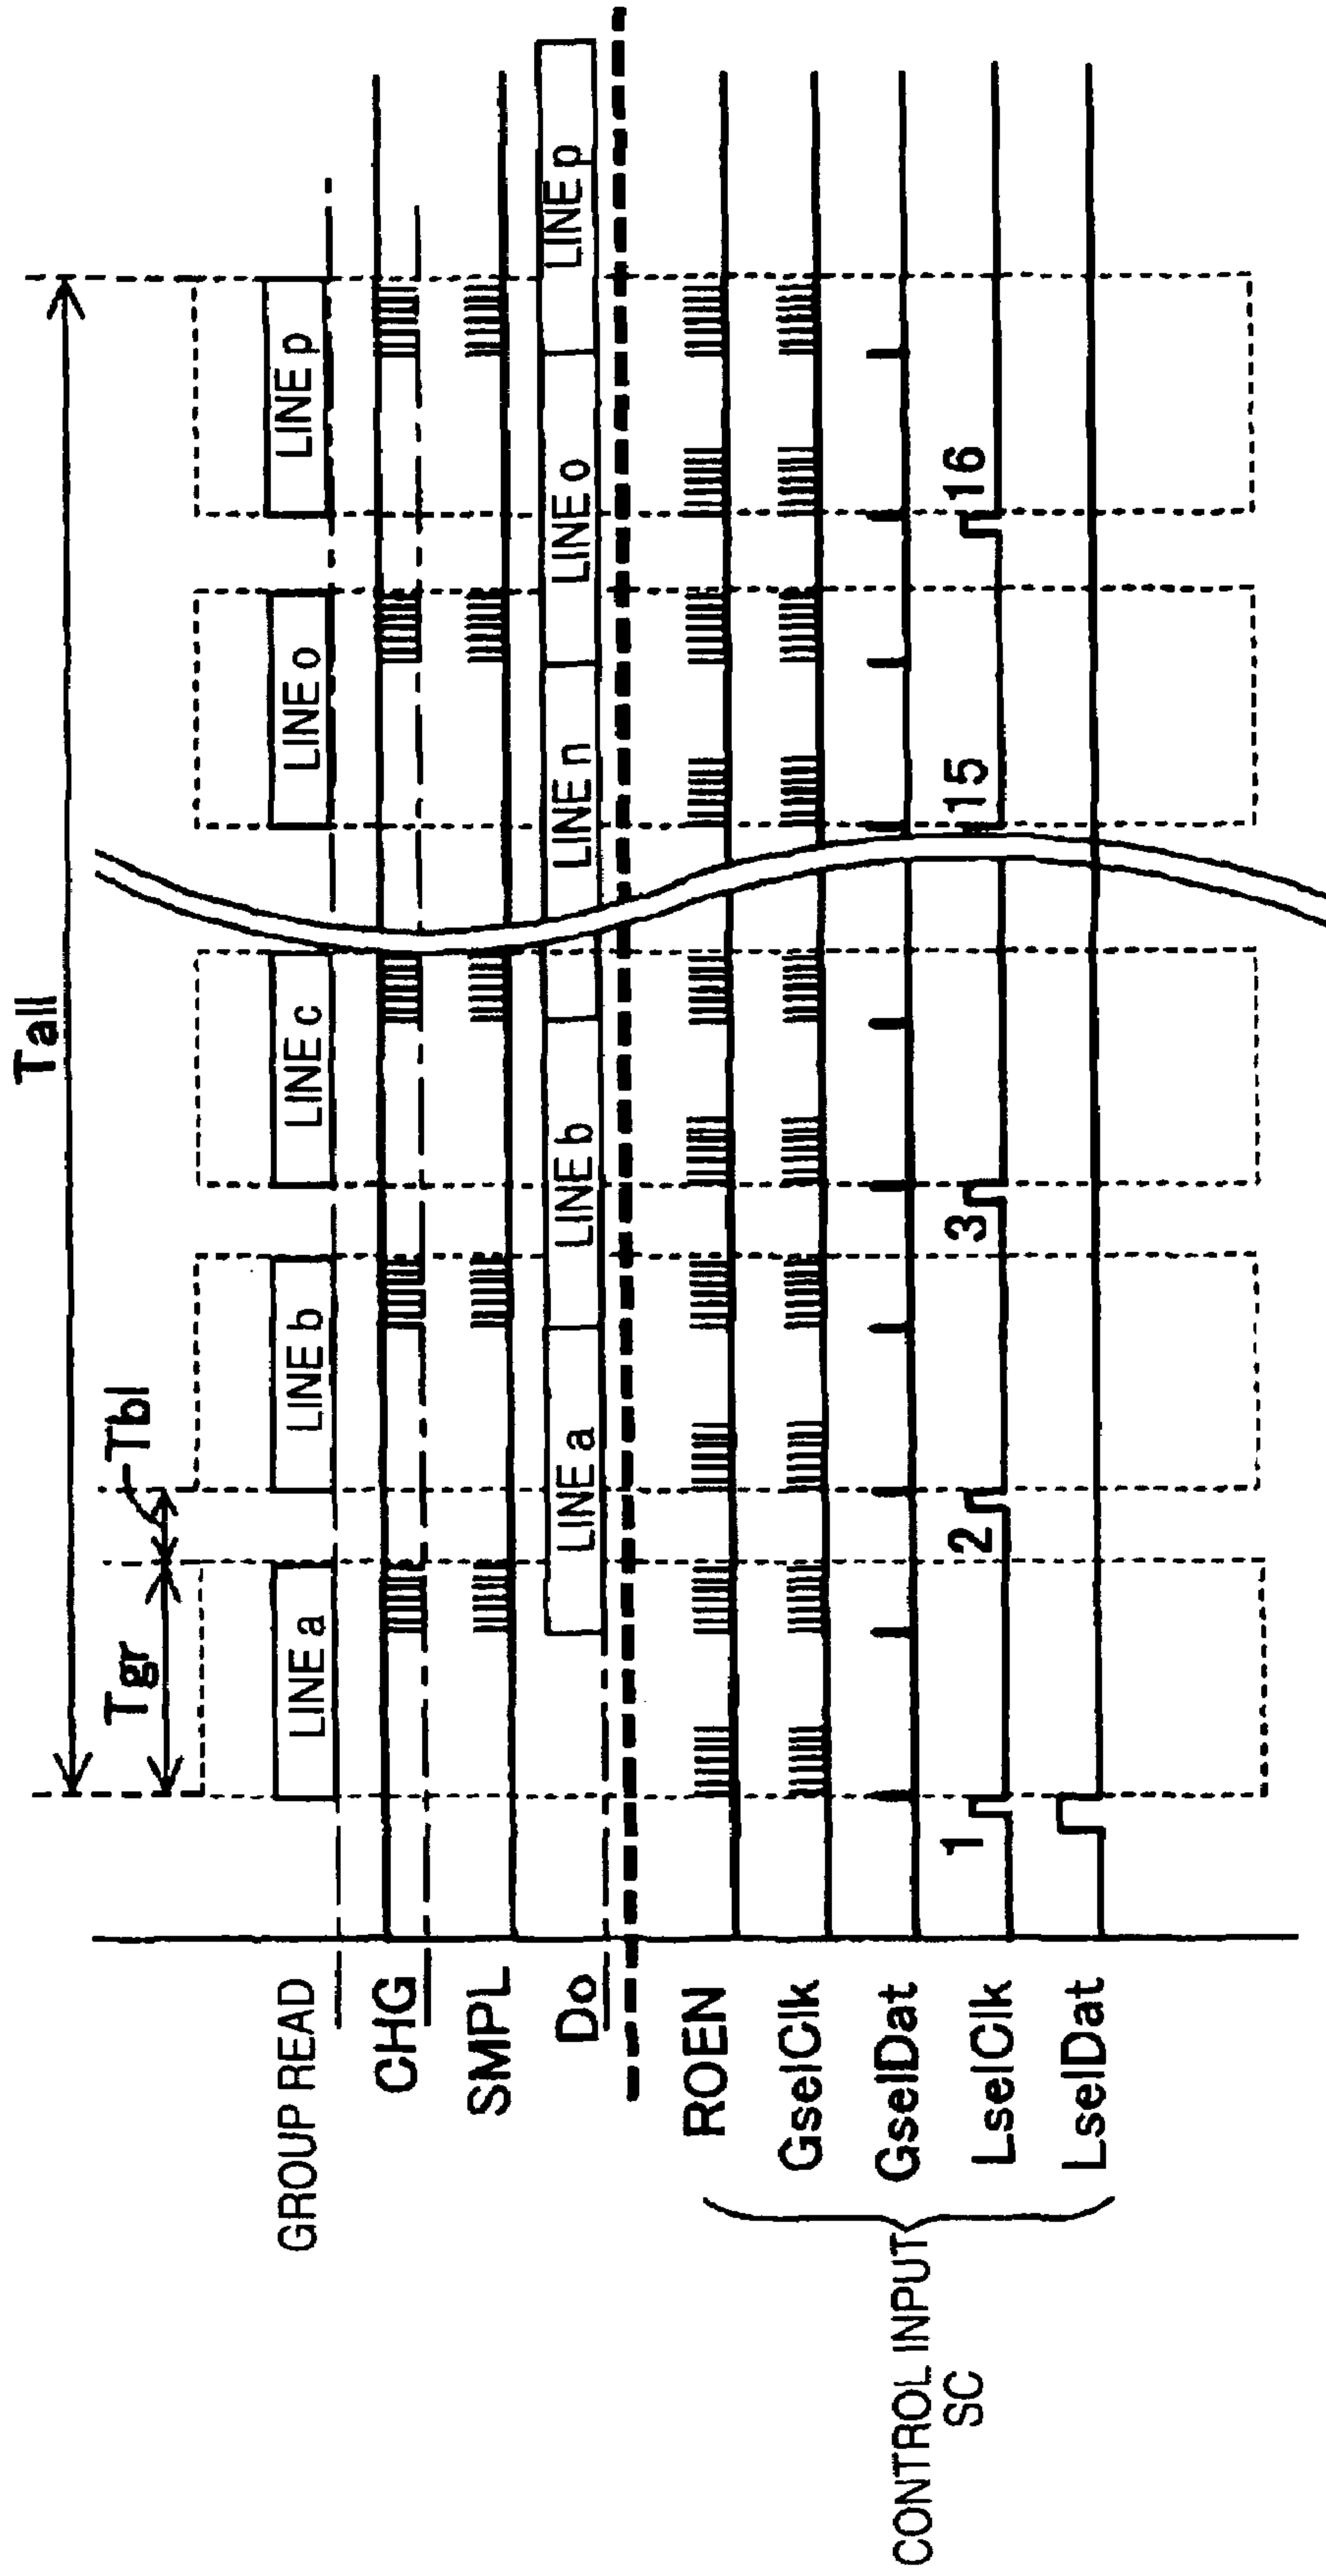 Tall
Tgr
Tbl
GROUP READ
LINE a
LINE b
LINE c
LINE o
LINE p
CHG
SMPL
Do
LINE a
LINE b
LINE n
LINE o
LINE p
ROEN
GselClk
GselDat
LselClk
1
2
3
15
16
LselDat
CONTROL INPUT
SC